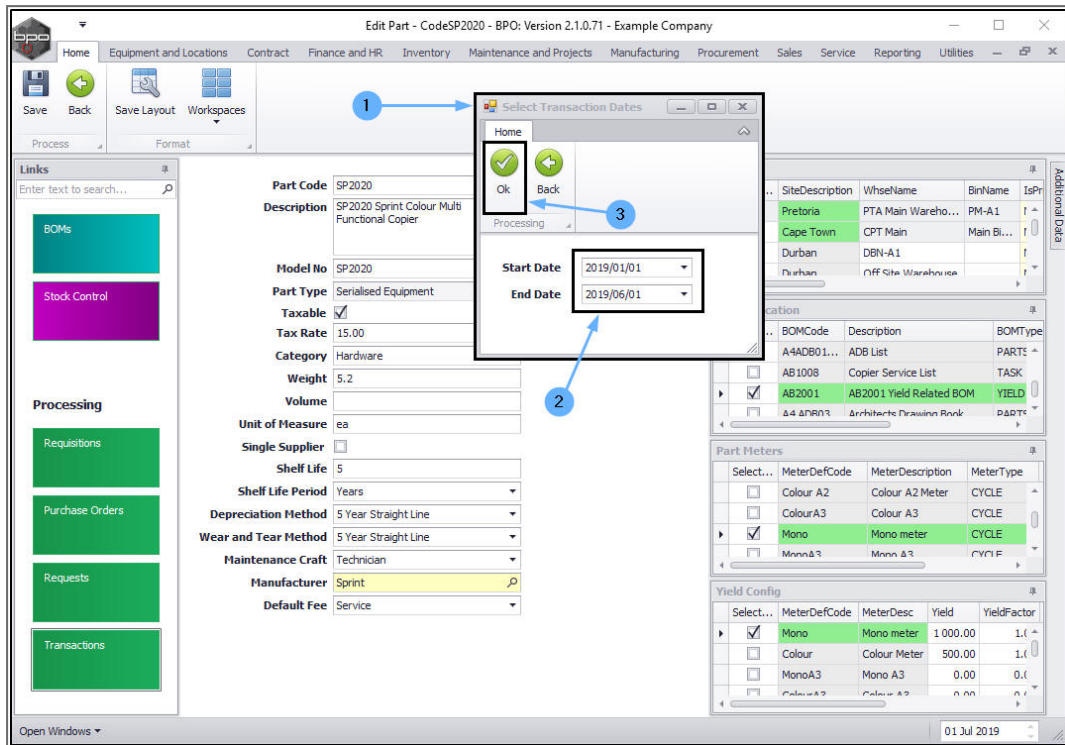 Edit Part - CodeSP2020 - BPO: Version 2.1.0.71 - Example Company
bpo
Home Equipment and Locations Contract Finance and HR Inventory Maintenance and Projects Manufacturing Procurement Sales Service Reporting Utilities
Save Back Save Layout Workspaces
Process Format
1
Select Transaction Dates
Home
Ok Back
Processing
3
Start Date 2019/01/01
End Date 2019/06/01
2
Links
Enter text to search...
BOMs
Stock Control
Processing
Requisitions
Purchase Orders
Requests
Transactions
Part Code SP2020
Description SP2020 Sprint Colour Multi
Functional Copier
Model No SP2020
Part Type Serialised Equipment
Taxable
Tax Rate 15.00
Category Hardware
Weight 5.2
Volume
Unit of Measure ea
Single Supplier
Shelf Life 5
Shelf Life Period Years
Depreciation Method 5 Year Straight Line
Wear and Tear Method 5 Year Straight Line
Maintenance Craft Technician
Manufacturer Sprint
Default Fee Service
SiteDescription WhseName BinName IsPr
Pretoria PTA Main Wareho... PM-A1
Cape Town CPT Main Main Bi...
Durban DBN-A1
Durban Off Site Warehouse
Additional Data
BOMCode Description BOMType
A4ADB01... ADB List PARTS
AB1008 Copier Service List TASK
AB2001 AB2001 Yield Related BOM YIELD
A4 ADB03 Architects Drawing Book PARTS
Part Meters
Select... MeterDefCode MeterDescription MeterType
Colour A2 Colour A2 Meter CYCLE
ColourA3 Colour A3 CYCLE
Mono Mono meter CYCLE
MonoA3 Mono A3 CYCLE
Yield Config
Select... MeterDefCode MeterDesc Yield YieldFactor
Mono Mono meter 1 000.00 1.(
Colour Colour Meter 500.00 1.(
MonoA3 Mono A3 0.00 0.(
ColourA2 Colour A2 0.00
Open Windows 01 Jul 2019